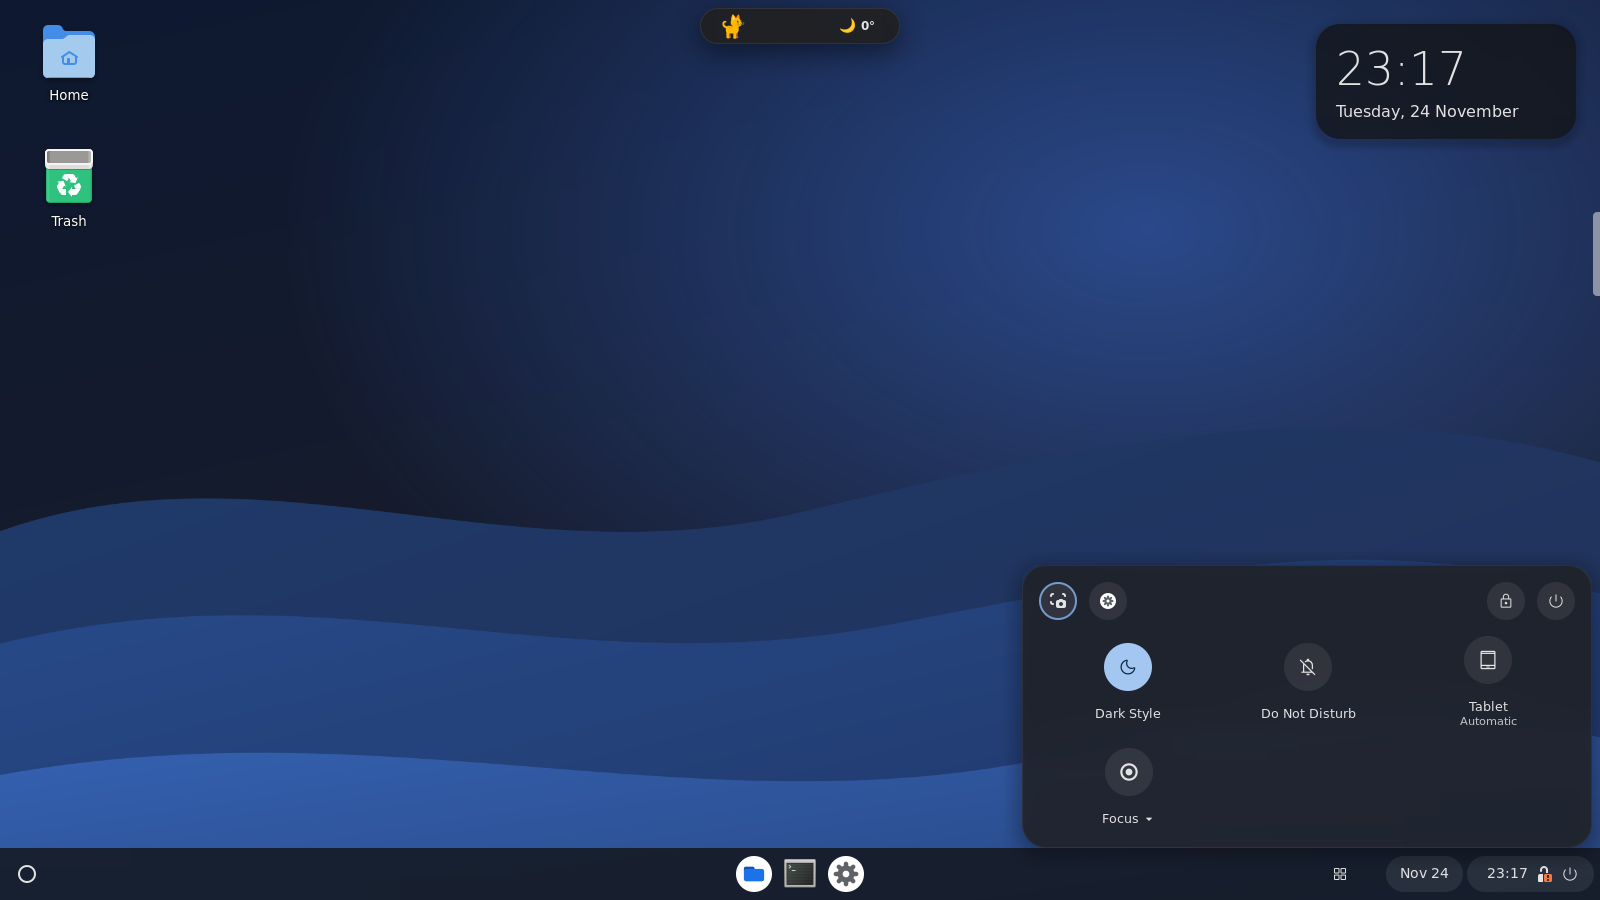 0°
23:17
Tuesday, 24 November
Home
Trash
Dark Style
Do Not Disturb
Tablet
Automatic
Focus
Nov 24
23:17